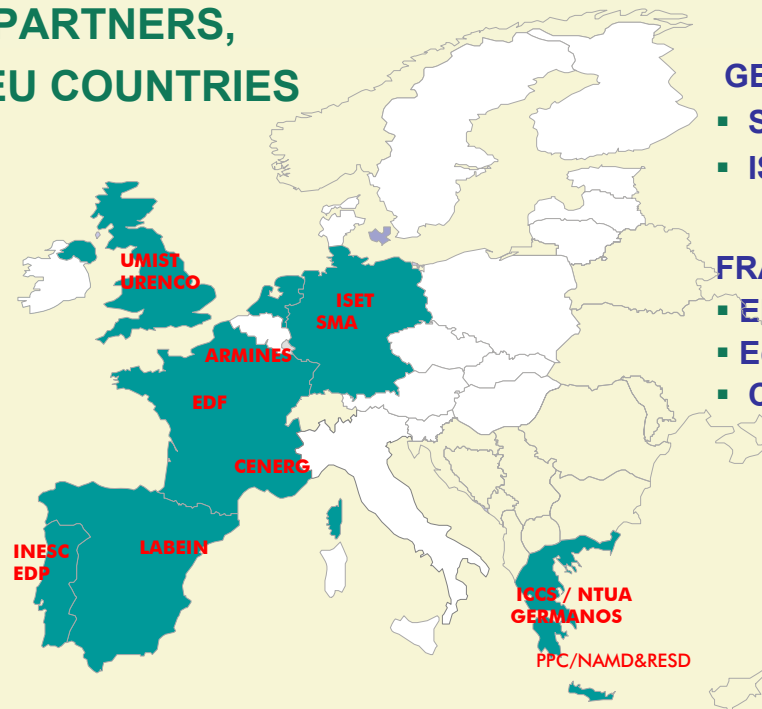 PARTNERS,
EU COUNTRIES
UMIST
URENCO
ISET
SMA
ARMINES
EDF
CENERG
INESC
EDP
LABEIN
ICCS / NTUA
GERMANOS
PPC/NAMD&RESD
GE
▪ S
▪ IS
FRA
▪ E
▪ E
▪ C